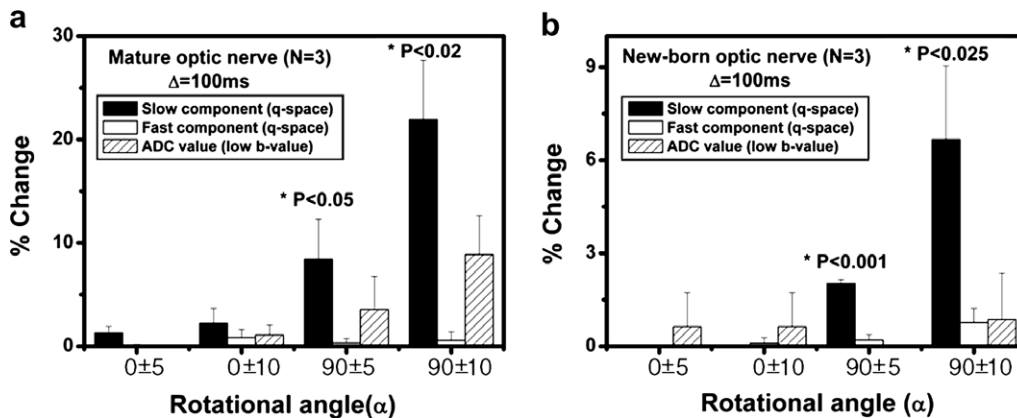 a
30
20
10
0
% Change
* P<0.02
Mature optic nerve (N=3)
Δ=100ms
Slow component (q-space)
Fast component (q-space)
ADC value (low b-value)
* P<0.05
0±5
0±10
90±5
90±10
Rotational angle(α)
b
9
6
3
0
% Change
* P<0.025
New-born optic nerve (N=3)
Δ=100ms
Slow component (q-space)
Fast component (q-space)
ADC value (low b-value)
* P<0.001
0±5
0±10
90±5
90±10
Rotational angle (α)